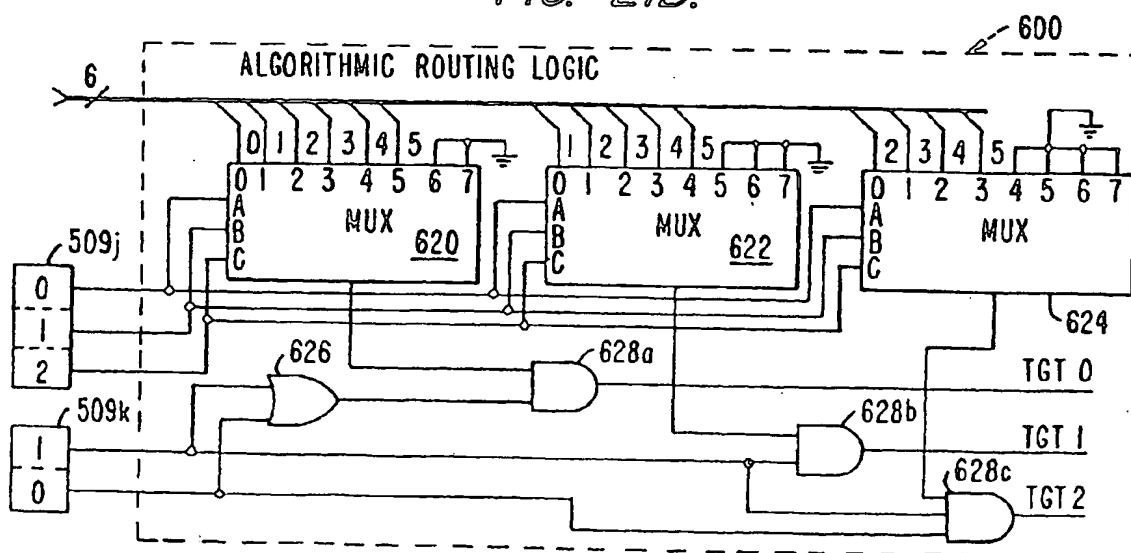 FIG. 21B.
600
ALGORITHMIC ROUTING LOGIC
6
0 1 2 3 4 5
1 2 3 4 5
2 3 4 5
0 1 2 3 4 5 6 7
A
B
C
MUX
620
0 1 2 3 4 5 6 7
A
B
C
MUX
622
0 1 2 3 4 5 6 7
A
B
C
MUX
624
509j
0
1
2
626
628a
TGT 0
509k
1
0
628b
TGT 1
628c
TGT 2